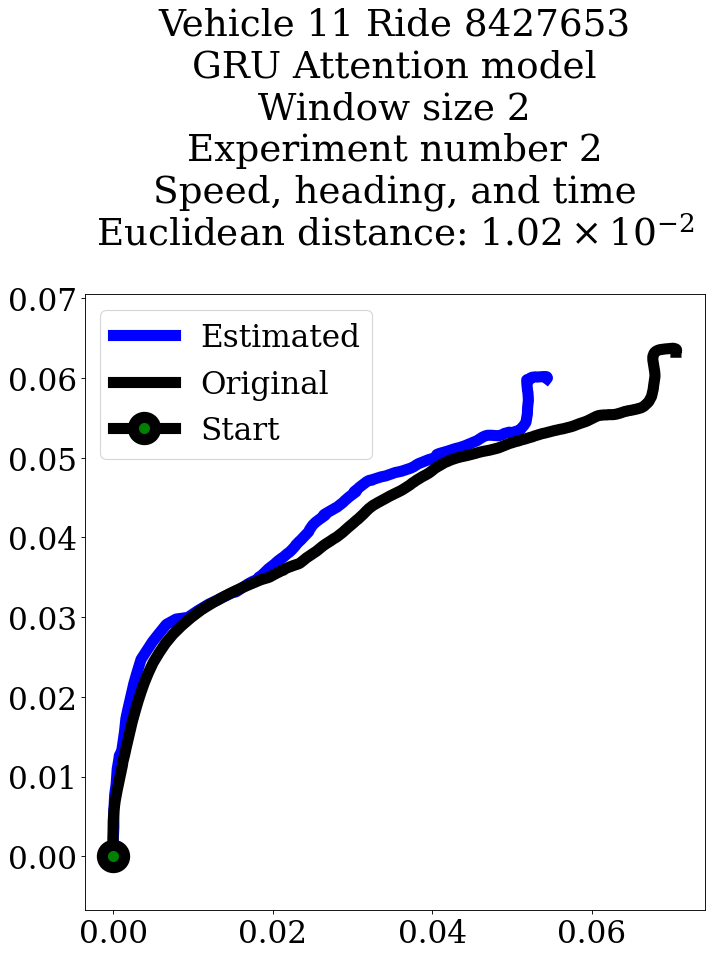 Vehicle 11 Ride 8427653
GRU Attention model
Window size 2
Experiment number 2
Speed, heading, and time
Euclidean distance: 1.02 × 10⁻²
0.07
Estimated
Original
Start
0.06
0.05
0.04
0.03
0.02
0.01
0.00
0.00 0.02 0.04 0.06